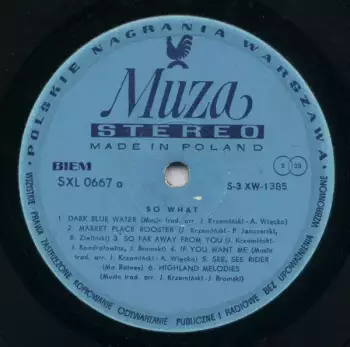 POLSKIE NAGRANIA WARSZAWA
Muza
STEREO
MADE IN POLAND
BIEM
SXL 0667 a
S 33
S-3 XW-1385
SO WHAT
1. DARK BLUE WATER (Music trad. arr. J. Krzemiński - A. Więcko)
2. MARKET PLACE ROOSTER (J. Krzemiński, P. Janczerski,
B. Zieliński) 3. SO FAR AWAY FROM YOU (J. Krzemiński, J.
Kondratowicz, J. Bromski) 4. IF YOU WANT ME (Music
trad. arr. J. Krzemiński - A. Więcko) 5. SEE, SEE RIDER
(Ma Rainey) 6. HIGHLAND MELODIES
(Music trad. arr. J. Krzemiński - J. Bromski)
WSZELKIE PRAWA ZASTRZEŻONE KOPIOWANIE ODTWARZANIE PUBLICZNE I RADIOWE BEZ UPOWAŻNIENIA WZBRONIONE